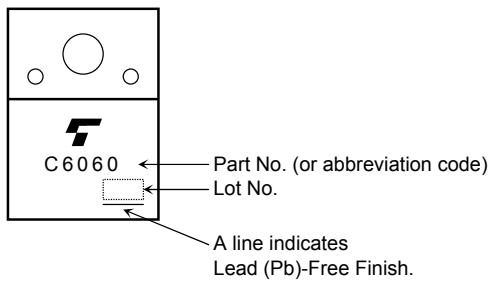 C6060
Part No. (or abbreviation code)
Lot No.
A line indicates
Lead (Pb)-Free Finish.